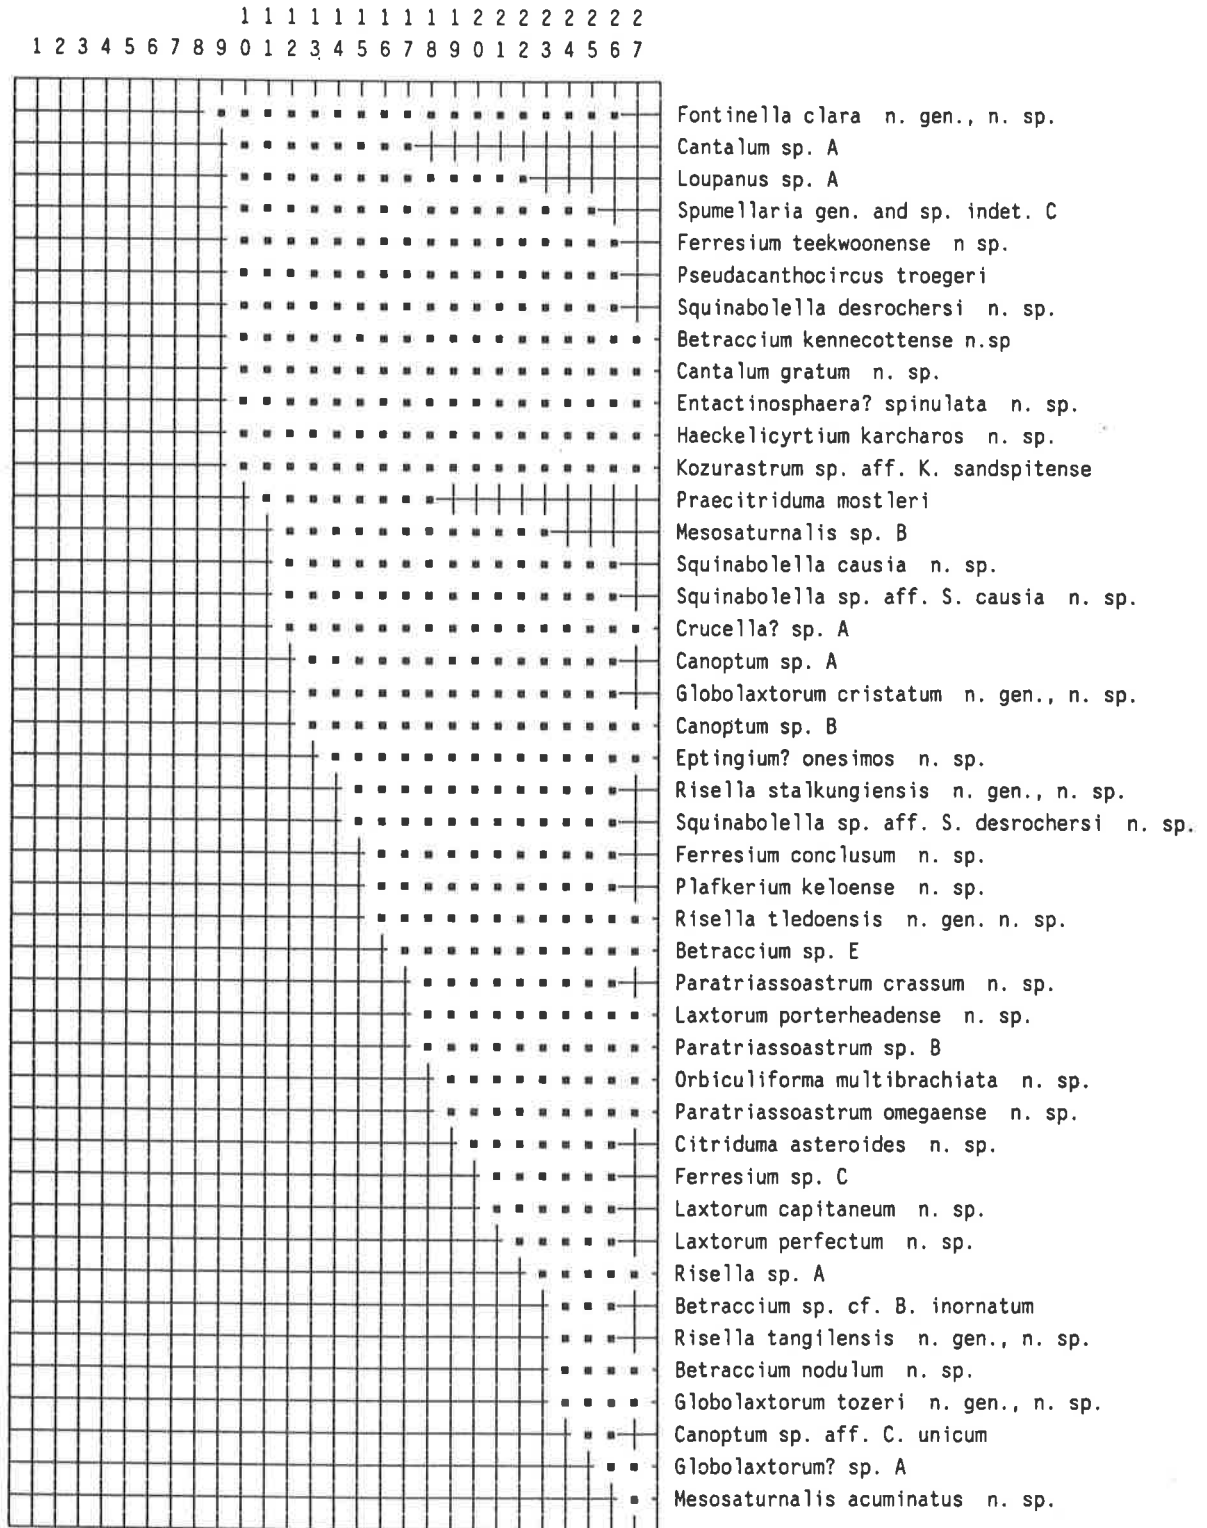 1 1 1 1 1 1 1 1 1 1 2 2 2 2 2 2 2 2
1 2 3 4 5 6 7 8 9 0 1 2 3 4 5 6 7 8 9 0 1 2 3 4 5 6 7
Fontinella clara n. gen., n. sp.
Cantalum sp. A
Loupanus sp. A
Spumellaria gen. and sp. indet. C
Ferresium teekwoonense n sp.
Pseudacanthocircus troegeri
Squinabolella desrochersi n. sp.
Betraccium kennecottense n.sp
Cantalum gratum n. sp.
Entactinosphaera? spinulata n. sp.
Haeckelicyrtium karcharos n. sp.
Kozurastrum sp. aff. K. sandspitense
Praecitriduma mostleri
Mesosaturnalis sp. B
Squinabolella causia n. sp.
Squinabolella sp. aff. S. causia n. sp.
Crucella? sp. A
Canoptum sp. A
Globolaxtorum cristatum n. gen., n. sp.
Canoptum sp. B
Eptingium? onesimos n. sp.
Risella stalkungiensis n. gen., n. sp.
Squinabolella sp. aff. S. desrochersi n. sp.
Ferresium conclusum n. sp.
Plafkerium keloense n. sp.
Risella tledoensis n. gen. n. sp.
Betraccium sp. E
Paratriassoastrum crassum n. sp.
Laxtorum porterheadense n. sp.
Paratriassoastrum sp. B
Orbiculiforma multibrachiata n. sp.
Paratriassoastrum omegaense n. sp.
Citriduma asteroides n. sp.
Ferresium sp. C
Laxtorum capitaneum n. sp.
Laxtorum perfectum n. sp.
Risella sp. A
Betraccium sp. cf. B. inornatum
Risella tangilensis n. gen., n. sp.
Betraccium nodulum n. sp.
Globolaxtorum tozeri n. gen., n. sp.
Canoptum sp. aff. C. unicum
Globolaxtorum? sp. A
Mesosaturnalis acuminatus n. sp.